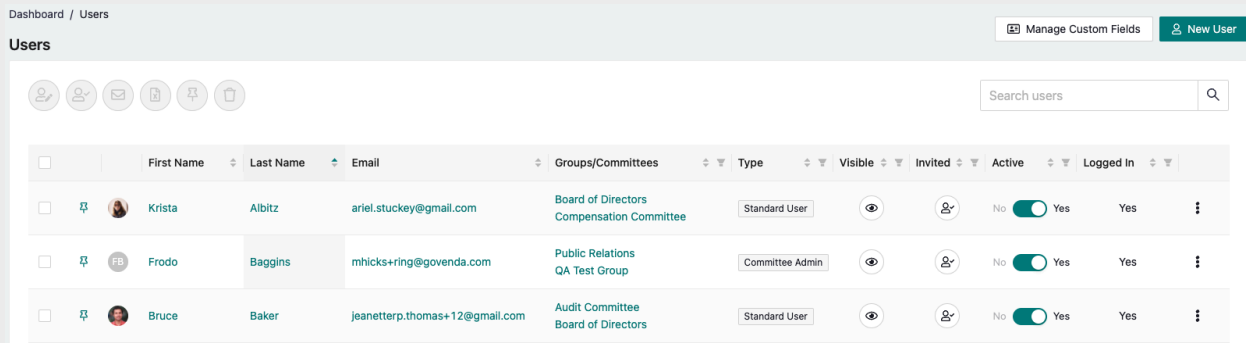 Dashboard / Users
Manage Custom Fields
New User
Users
Search users
First Name Last Name Email Groups/Committees Type Visible Invited Active Logged In
Krista Albitz ariel.stuckey@gmail.com Board of Directors Compensation Committee Standard User No Yes Yes
FB Frodo Baggins mhicks+ring@govenda.com Public Relations QA Test Group Committee Admin No Yes Yes
Bruce Baker jeanetterp.thomas+12@gmail.com Audit Committee Board of Directors Standard User No Yes Yes